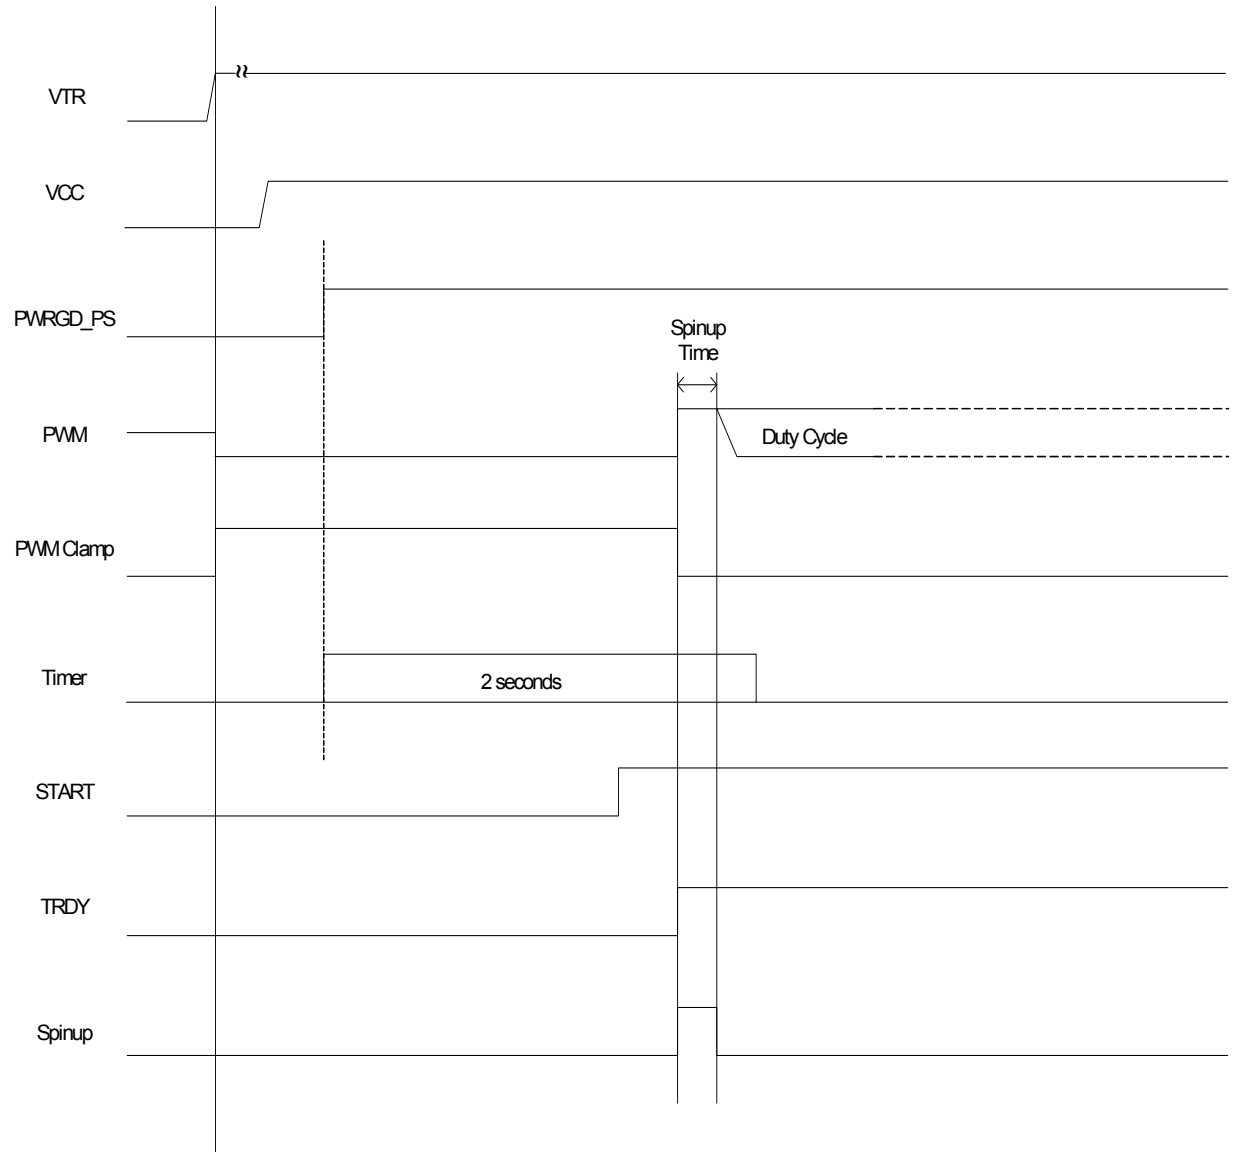 VTR
VCC
PWRGD_PS
Spinup
Time
PWM
Duty Cycle
PWM Clamp
Timer
2 seconds
START
TRDY
Spinup